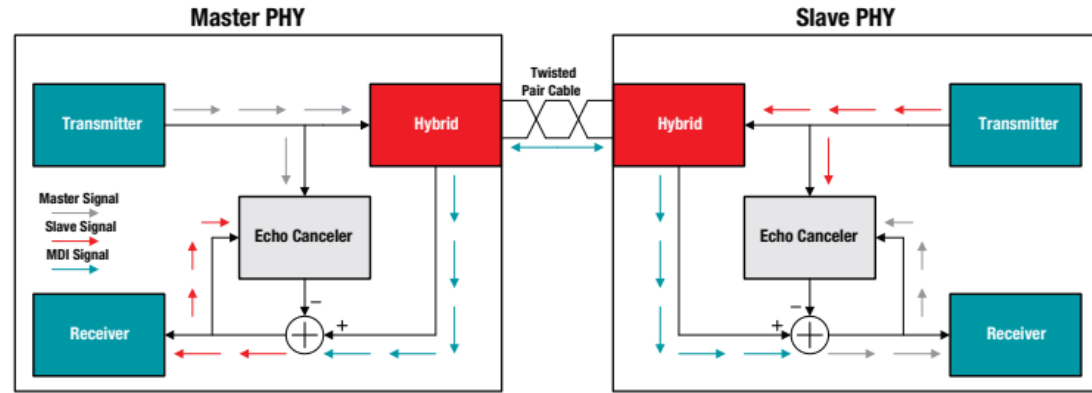 Master PHY
Slave PHY
Twisted
Pair Cable
Transmitter
Hybrid
Hybrid
Transmitter
Master Signal
Slave Signal
MDI Signal
Echo Canceler
Echo Canceler
−
+
−
+
Receiver
Receiver